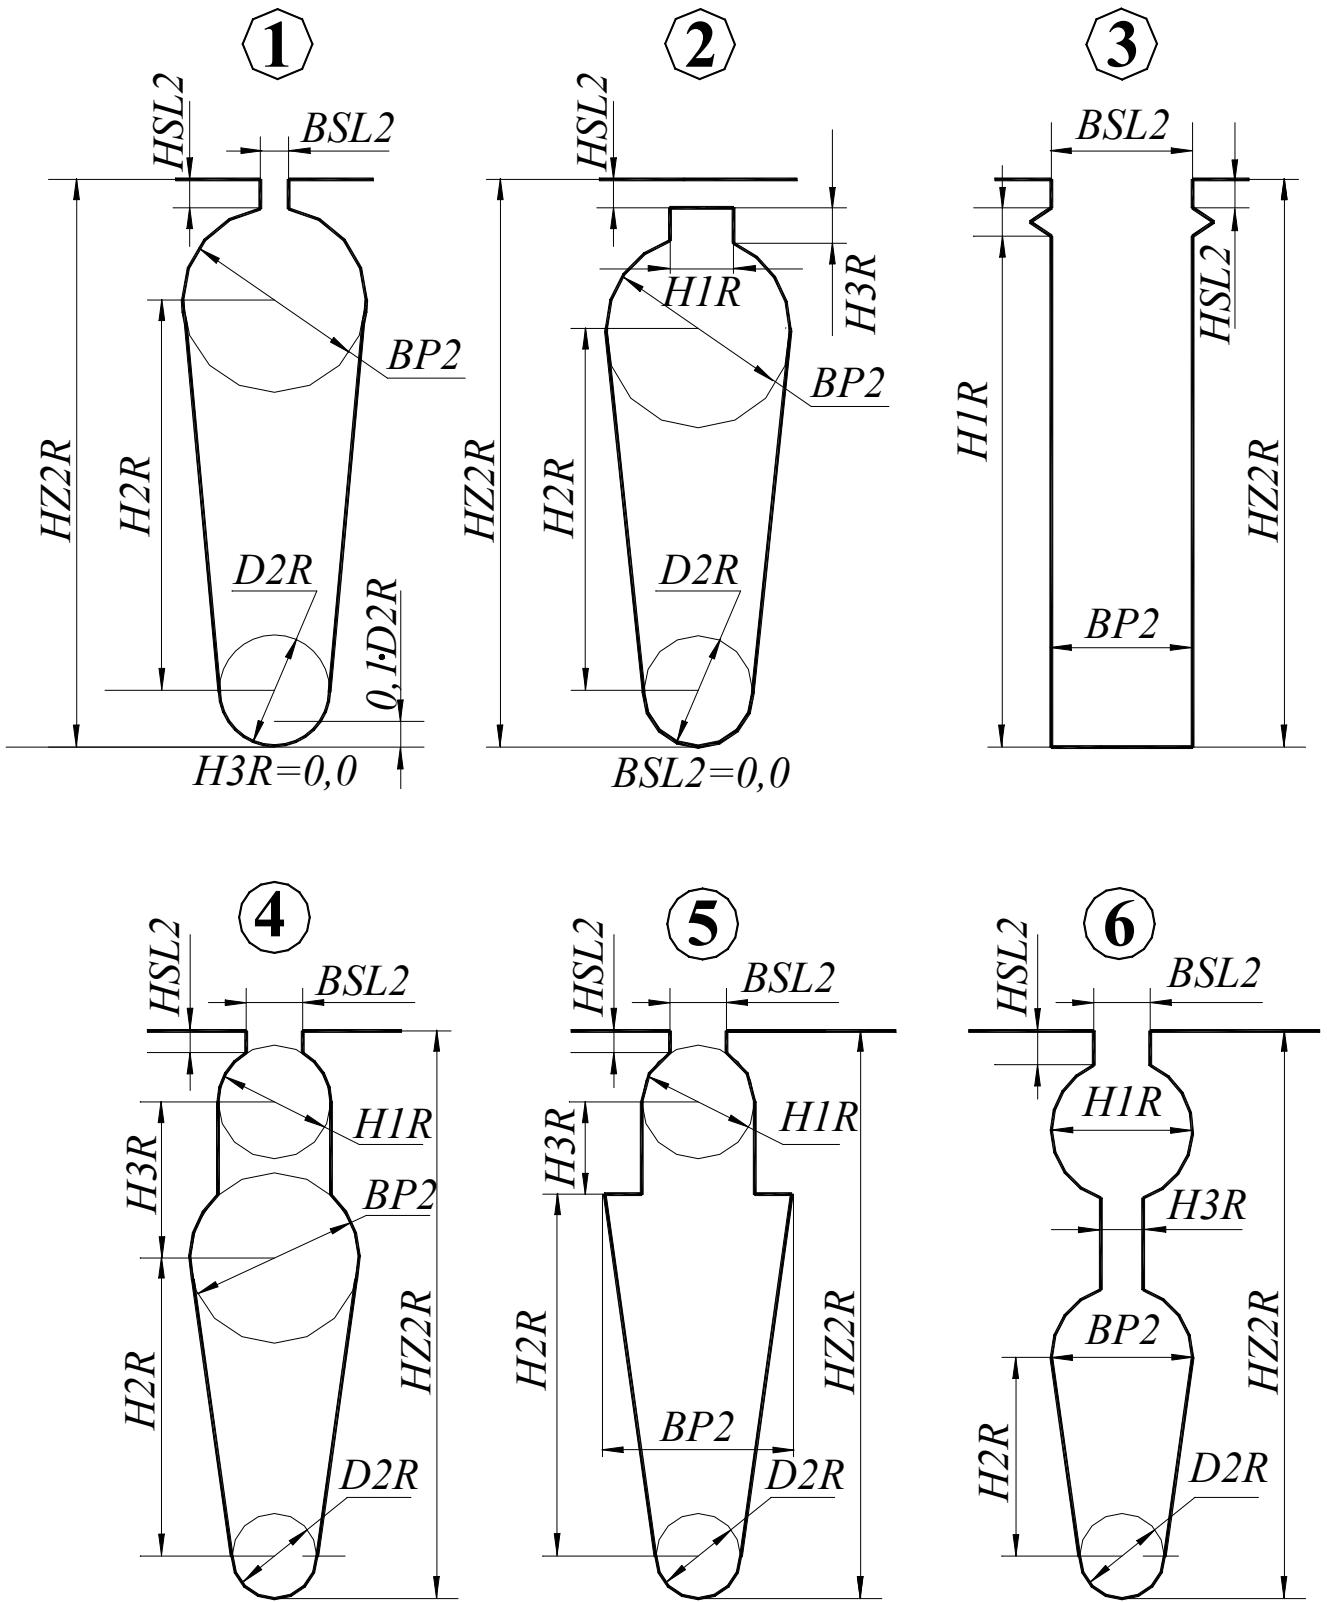 1
HSL2
BSL2
BP2
HZ2R
H2R
D2R
0,1·D2R
H3R=0,0
2
HSL2
H1R
H3R
BP2
HZ2R
H2R
D2R
BSL2=0,0
3
BSL2
HSL2
H1R
HZ2R
BP2
4
HSL2
BSL2
H1R
H3R
BP2
HZ2R
H2R
D2R
5
HSL2
BSL2
H1R
H3R
H2R
HZ2R
BP2
D2R
6
HSL2
BSL2
H1R
H3R
BP2
HZ2R
H2R
D2R